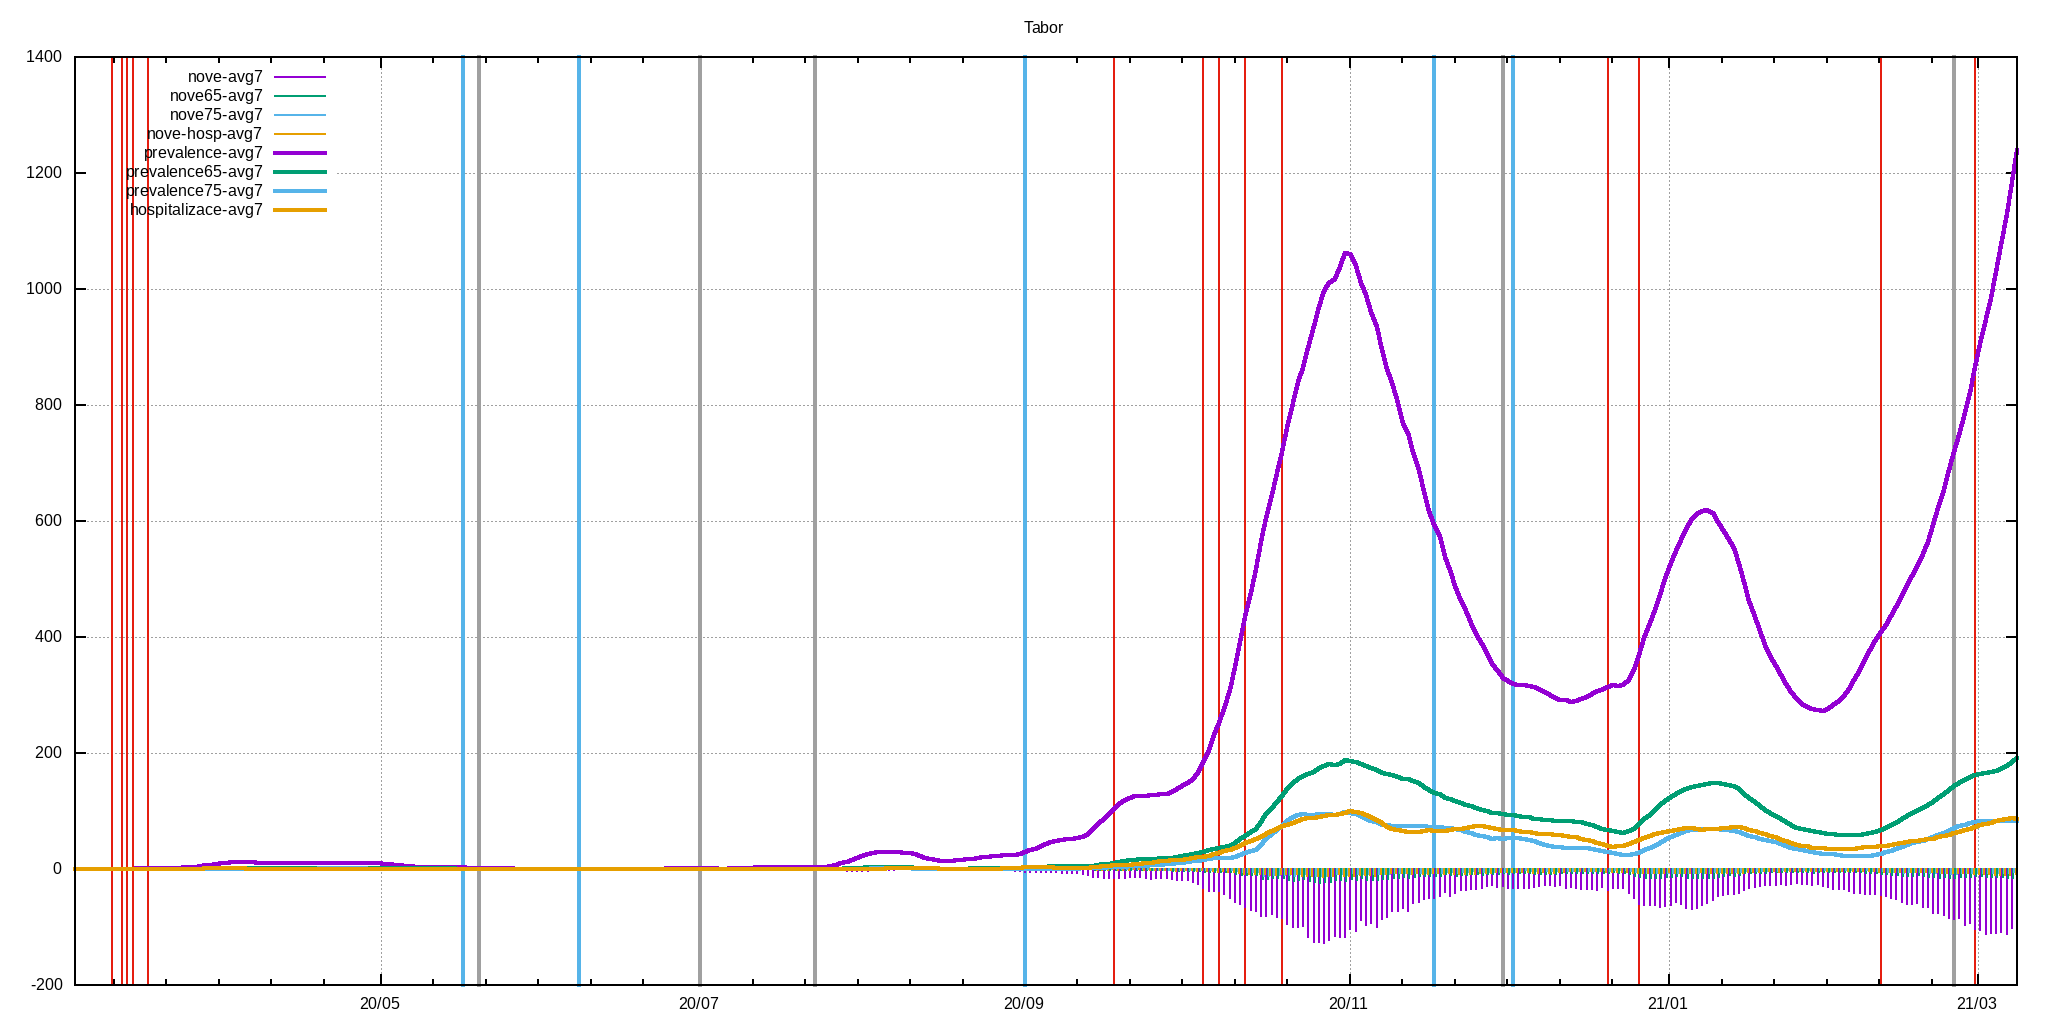 Tabor
1400
1200
1000
800
600
400
200
0
-200
nove-avg7
nove65-avg7
nove75-avg7
nove-hosp-avg7
prevalence-avg7
prevalence65-avg7
prevalence75-avg7
hospitalizace-avg7
20/05 20/07 20/09 20/11 21/01 21/03